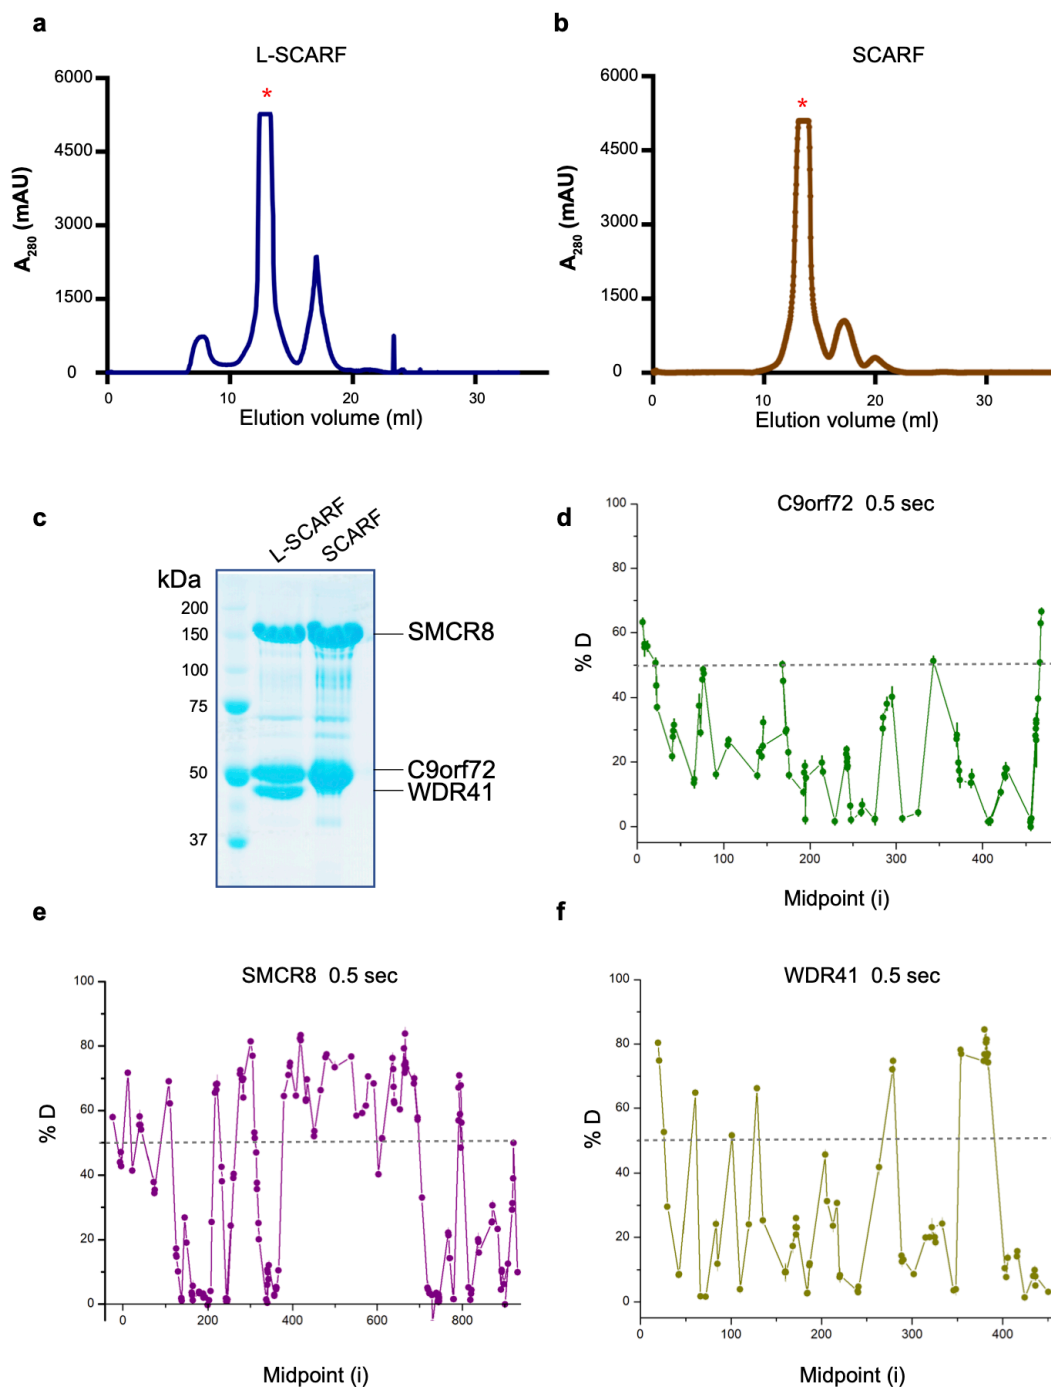 a
L-SCARF
*
6000
4500
3000
1500
0
A280 (mAU)
0
10
20
30
Elution volume (ml)
b
SCARF
*
6000
4500
3000
1500
0
A280 (mAU)
0
10
20
30
Elution volume (ml)
c
L-SCARF
SCARF
kDa
200
150
100
75
50
37
SMCR8
C9orf72
WDR41
d
C9orf72 0.5 sec
100
80
60
40
20
0
% D
0
100
200
300
400
Midpoint (i)
e
SMCR8 0.5 sec
100
80
60
40
20
0
% D
0
200
400
600
800
Midpoint (i)
f
WDR41 0.5 sec
100
80
60
40
20
0
% D
0
100
200
300
400
Midpoint (i)